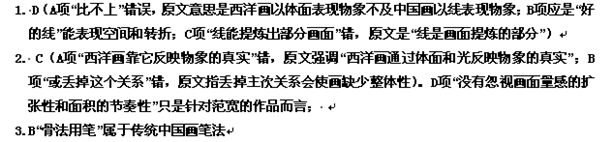 1. D（A项“比不上”错误，原文意思是西洋画以体面表现物象不及中国画以线表现物象；B项应是“好
的线”能表现空间和转折；C项“线能提炼出部分画面”错，原文是“线是画面提炼的部分”）
2. C（A项“西洋画靠它反映物象的真实”错，原文强调“西洋画通过体面和光反映物象的真实”；B
项“或丢掉这个关系”错，原文指丢掉主次关系会使画缺少整体性）。D项“没有忽视画面量感的扩
张性和面积的节奏性”只是针对范宽的作品而言；
3. B“骨法用笔”属于传统中国画笔法